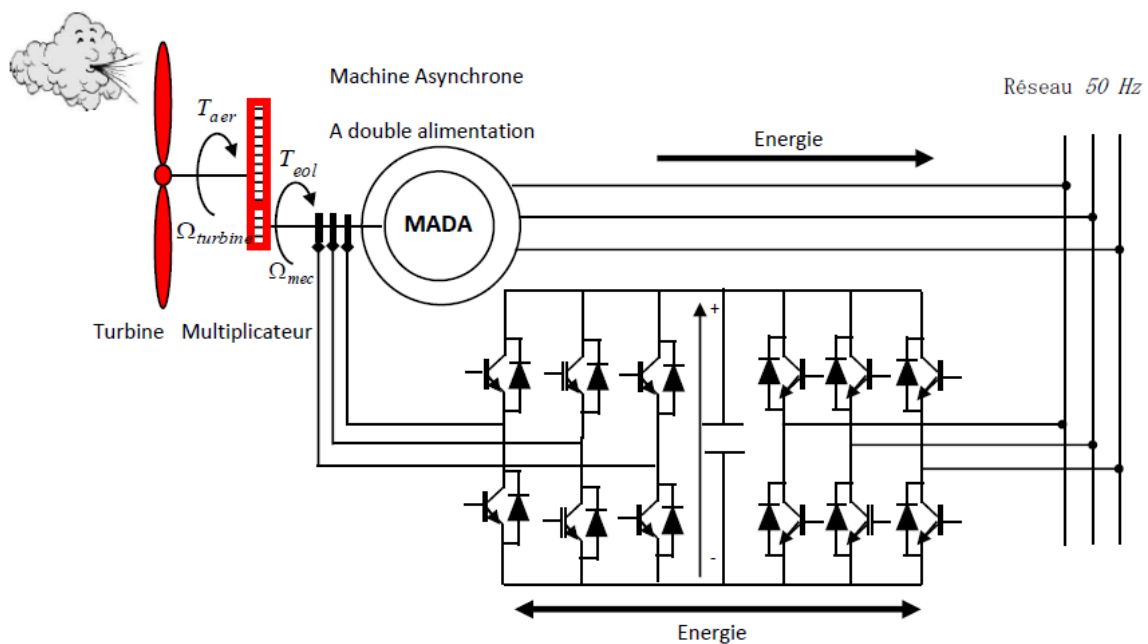 Machine Asynchrone
A double alimentation
Réseau 50 Hz
T_aer
T_eol
Energie
MADA
Ω_turbine
Ω_mec
Turbine Multiplicateur
+
-
Energie